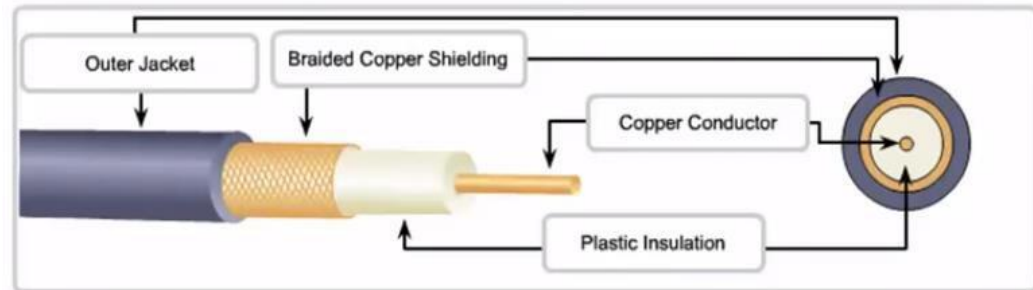 Outer Jacket
Braided Copper Shielding
Copper Conductor
Plastic Insulation